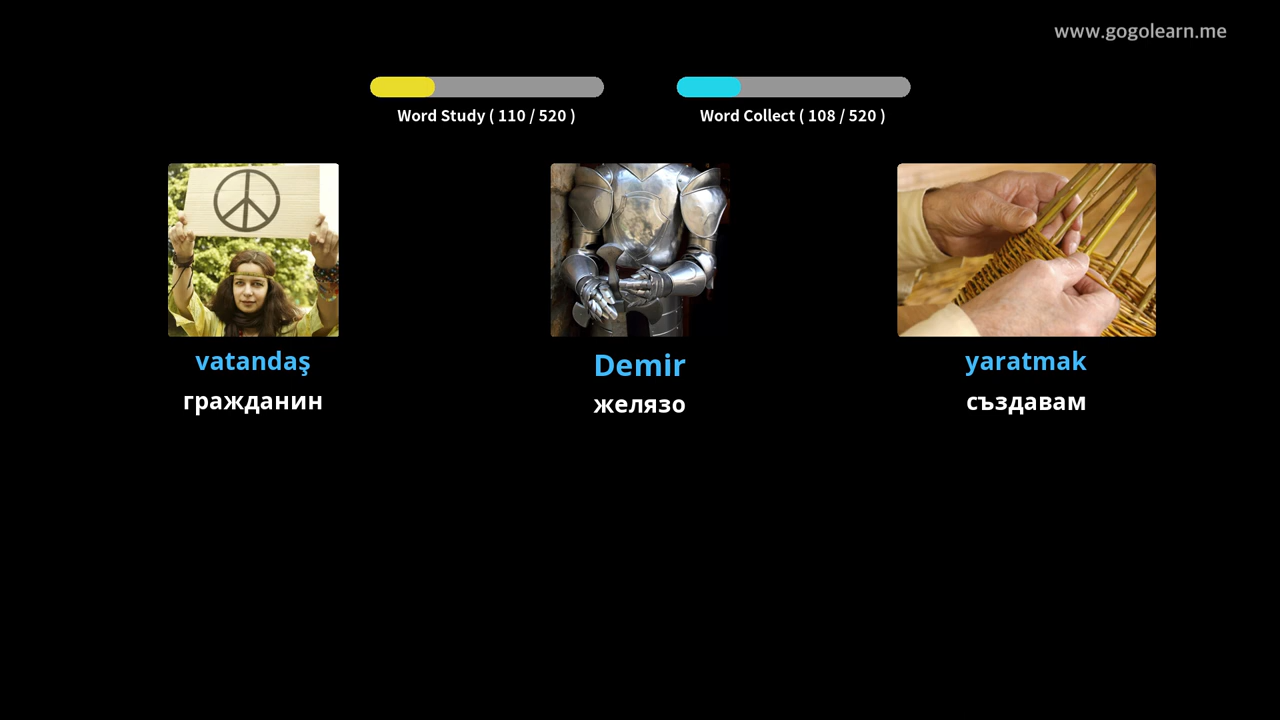 www.gogolearn.me
Word Study ( 110 / 520 )
Word Collect ( 108 / 520 )
vatandaş
Demir
yaratmak
гражданин
желязо
създавам